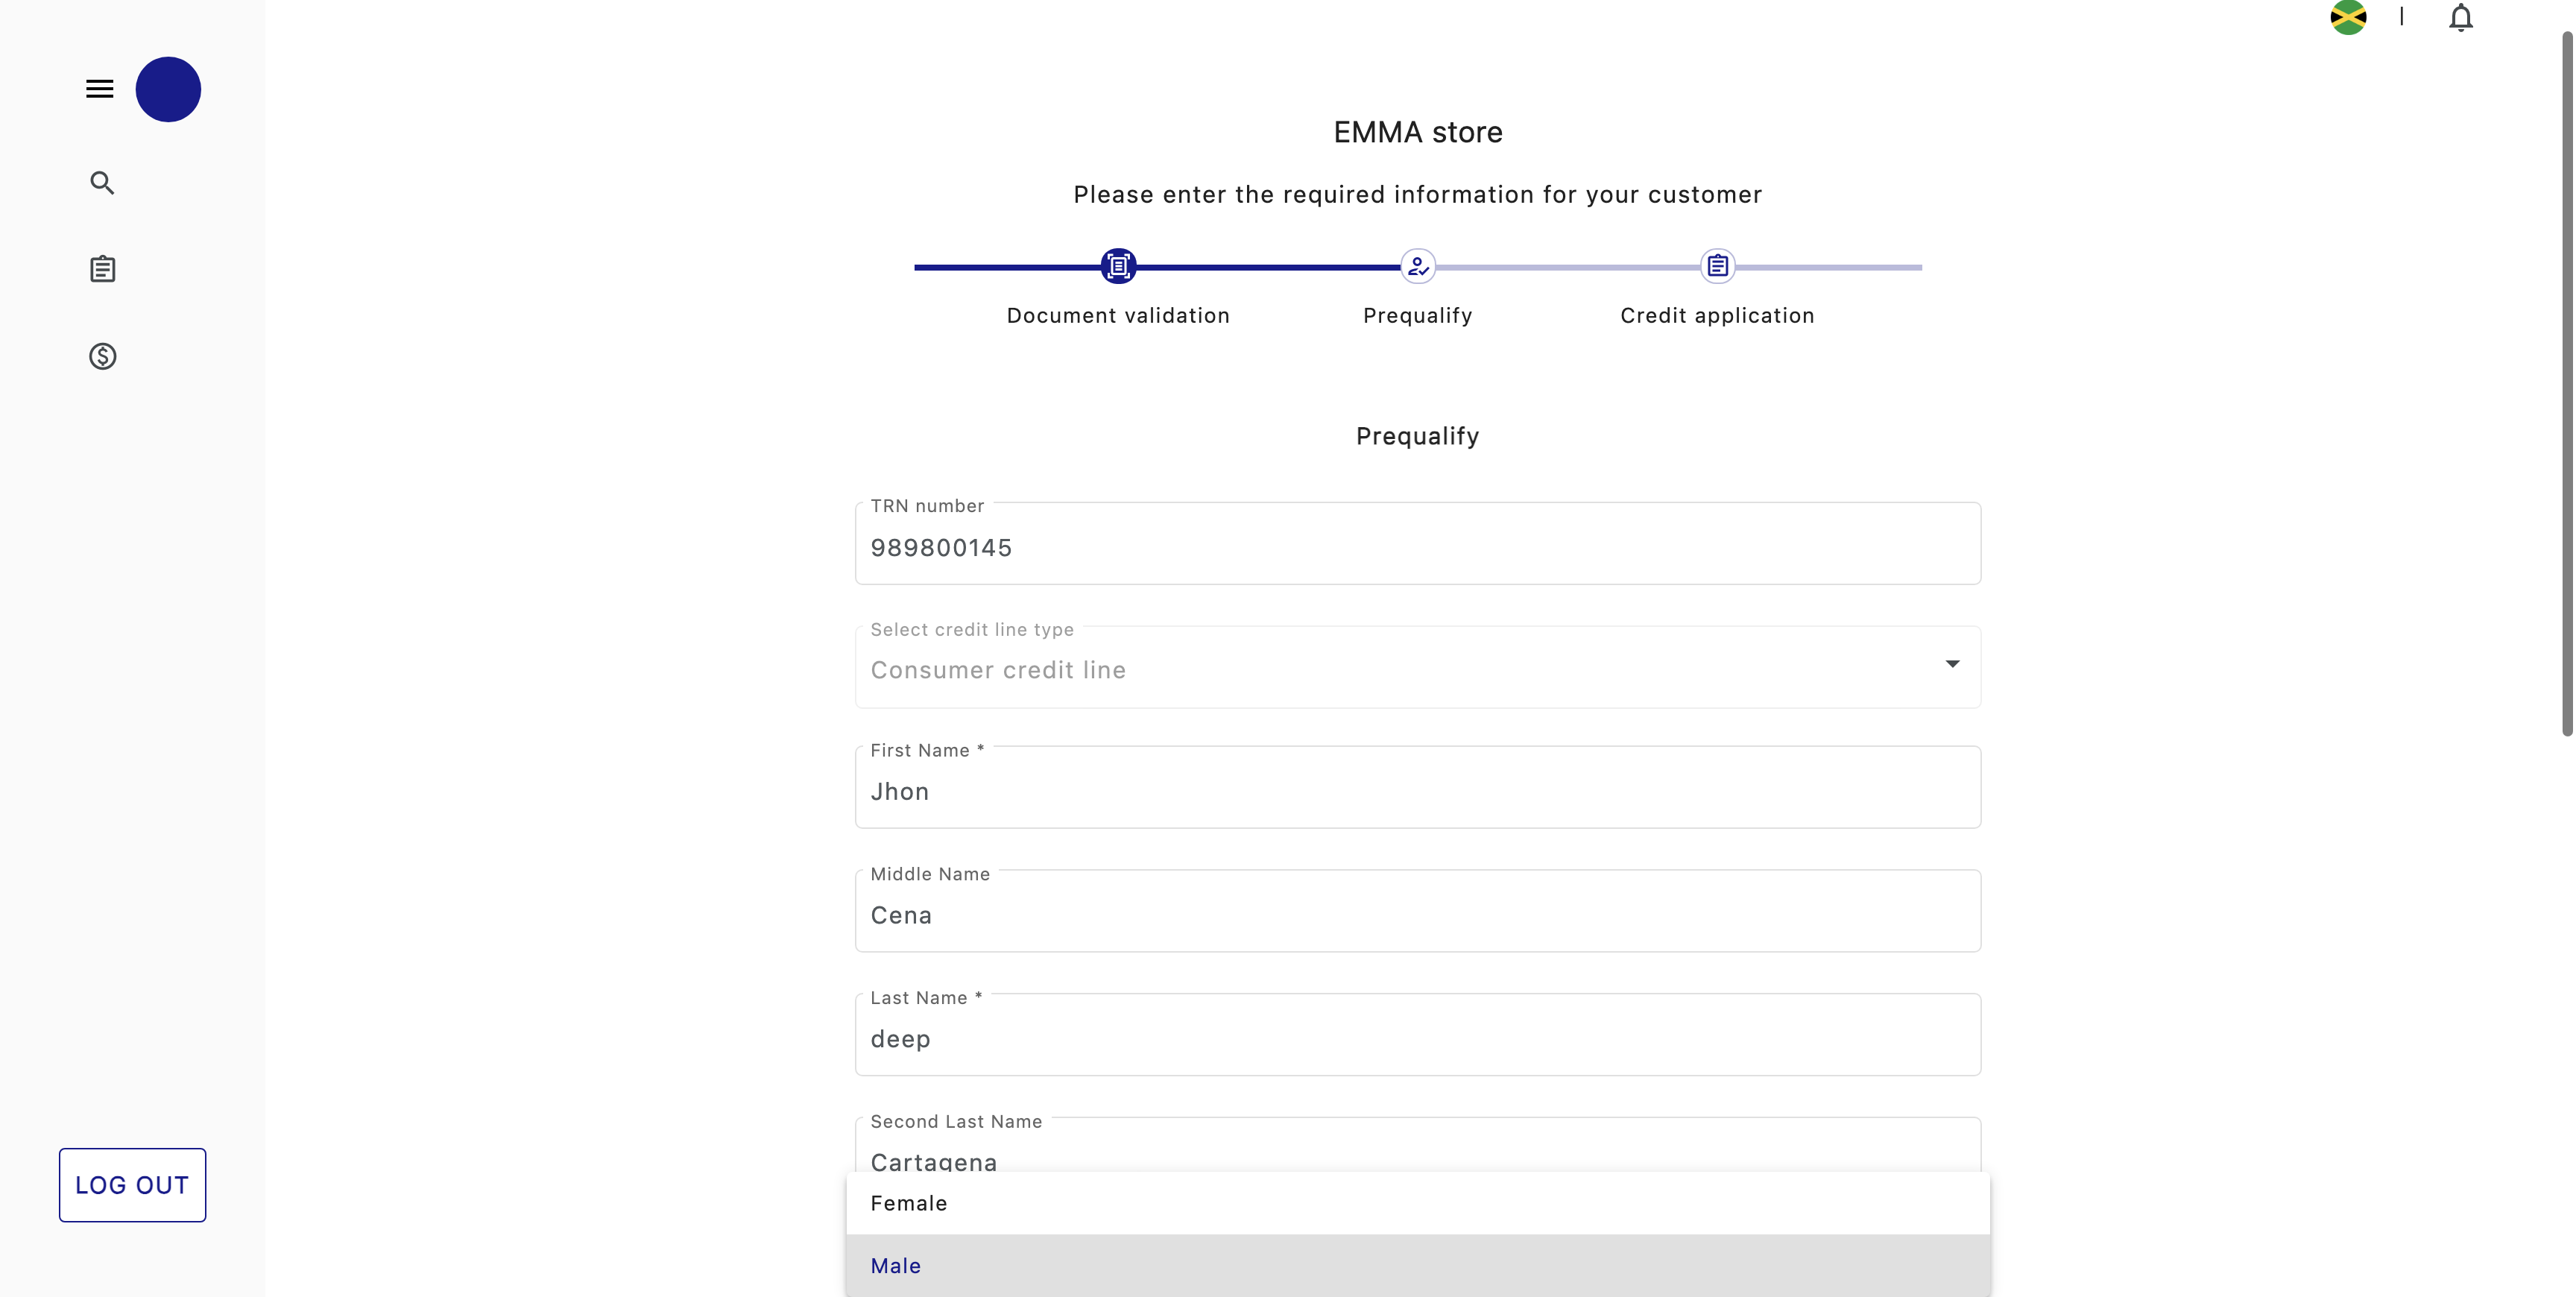 EMMA store
Please enter the required information for your customer
Document validation
Prequalify
Credit application
Prequalify
TRN number
989800145
Select credit line type
Consumer credit line
First Name *
Jhon
Middle Name
Cena
Last Name *
deep
Second Last Name
Cartagena
Female
Male
LOG OUT